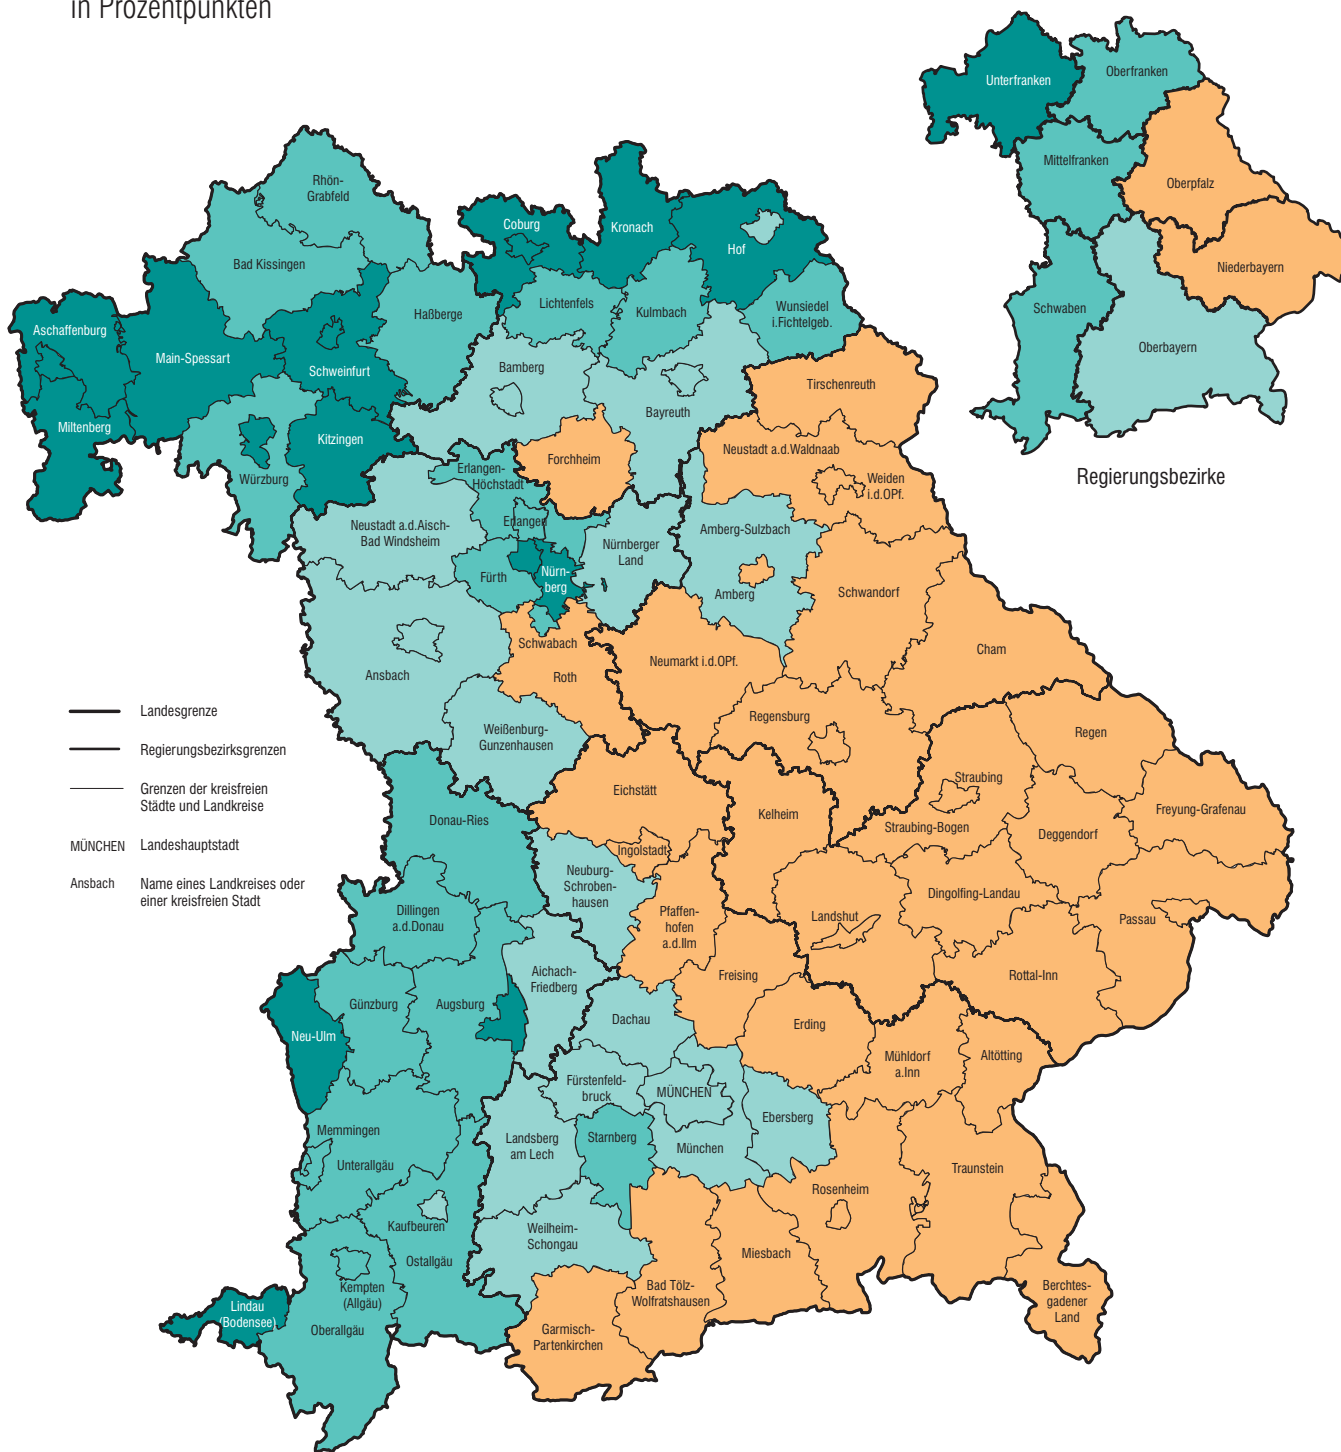 in Prozentpunkten
Unterfranken
Oberfranken
Mittelfranken
Oberpfalz
Niederbayern
Schwaben
Oberbayern
Regierungsbezirke
Rhön-
Grabfeld
Bad Kissingen
Coburg
Kronach
Hof
Haßberge
Lichtenfels
Kulmbach
Wunsiedel
i.Fichtelgeb.
Aschaffenburg
Main-Spessart
Schweinfurt
Bamberg
Bayreuth
Tirschenreuth
Miltenberg
Kitzingen
Würzburg
Forchheim
Erlangen-
Höchstadt
Erlangen
Neustadt a.d.Waldnaab
Weiden
i.d.OPf.
Neustadt a.d.Aisch-
Bad Windsheim
Fürth
Nürn-
berg
Nürnberger
Land
Amberg-Sulzbach
Amberg
Schwandorf
Cham
Ansbach
Schwabach
Roth
Neumarkt i.d.OPf.
Regensburg
Regen
Weißenburg-
Gunzenhausen
Landesgrenze
Regierungsbezirksgrenzen
Grenzen der kreisfreien
Städte und Landkreise
MÜNCHEN
Landeshauptstadt
Ansbach
Name eines Landkreises oder
einer kreisfreien Stadt
Eichstätt
Ingolstadt
Kelheim
Straubing
Straubing-Bogen
Deggendorf
Freyung-Grafenau
Donau-Ries
Neuburg-
Schroben-
hausen
Pfaffen-
hofen
a.d.Ilm
Landshut
Dingolfing-Landau
Passau
Rottal-Inn
Dillingen
a.d.Donau
Aichach-
Friedberg
Freising
Erding
Neu-Ulm
Günzburg
Augsburg
Dachau
Mühldorf
a.Inn
Altötting
Fürstenfeld-
bruck
MÜNCHEN
München
Ebersberg
Memmingen
Unterallgäu
Landsberg
am Lech
Starnberg
Rosenheim
Traunstein
Kaufbeuren
Ostallgäu
Weilheim-
Schongau
Miesbach
Bad Tölz-
Wolfratshausen
Berchtes-
gadener
Land
Kempten
(Allgäu)
Oberallgäu
Lindau
(Bodensee)
Garmisch-
Partenkirchen